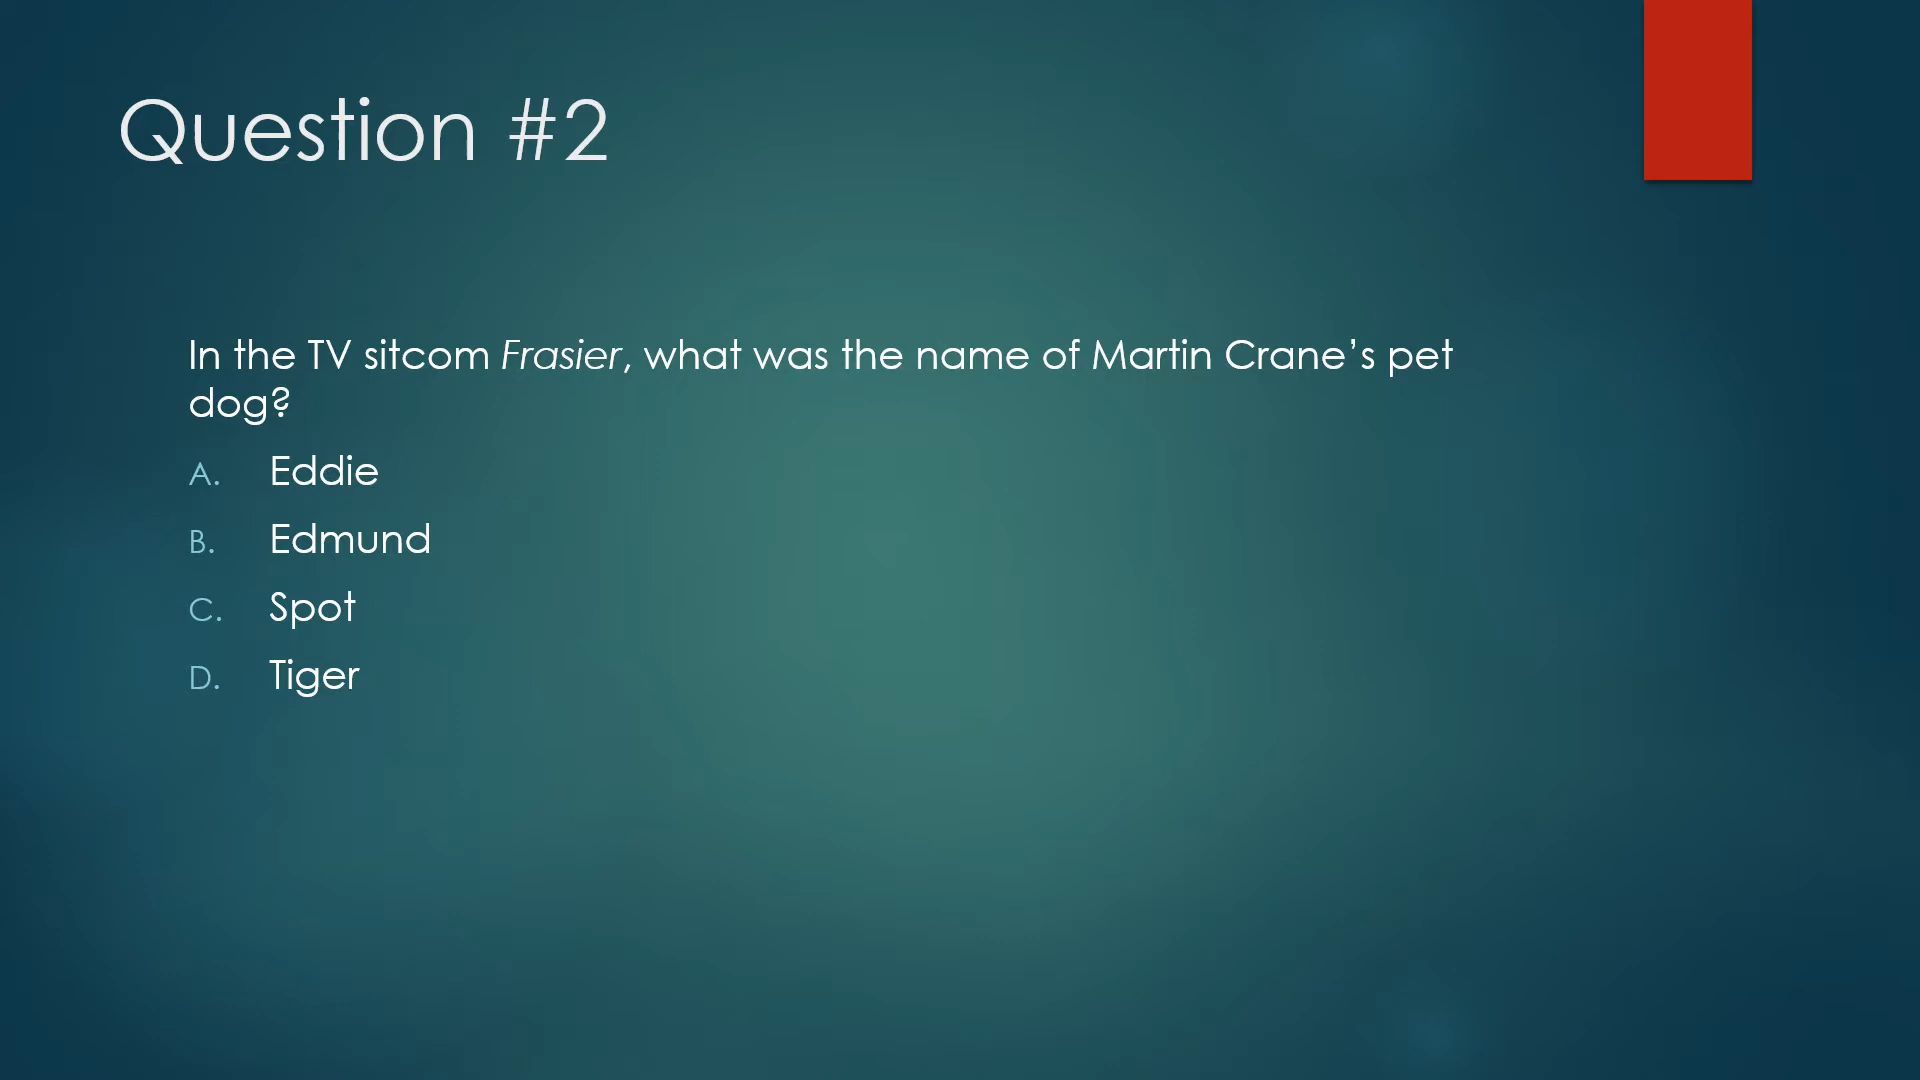 Question #2
In the TV sitcom Frasier, what was the name of Martin Crane’s pet
dog?
A. Eddie
B. Edmund
C. Spot
D. Tiger